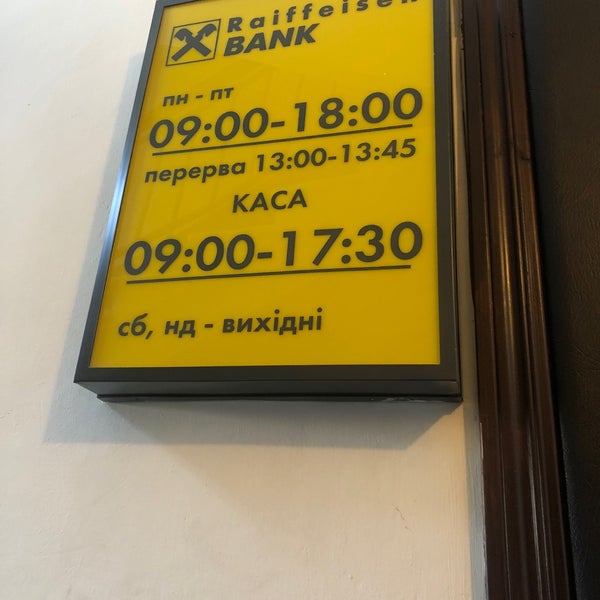 Raiffeisen
BANK
пн - пт
09:00-18:00
перерва 13:00-13:45
КАСА
09:00-17:30
сб, нд - вихідні